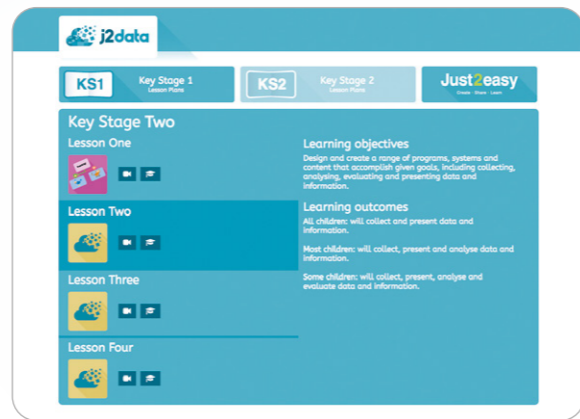 j2data
KS1
Key Stage 1
Lesson Plans
KS2
Key Stage 2
Lesson Plans
Just2easy
Create · Share · Learn
Key Stage Two
Lesson One
Lesson Two
Lesson Three
Lesson Four
Learning objectives
Design and create a range of programs, systems and
content that accomplish given goals, including collecting,
analysing, evaluating and presenting data and
information.
Learning outcomes
All children: will collect and present data and
information.
Most children: will collect, present and analyse data and
information.
Some children: will collect, present, analyse and
evaluate data and information.